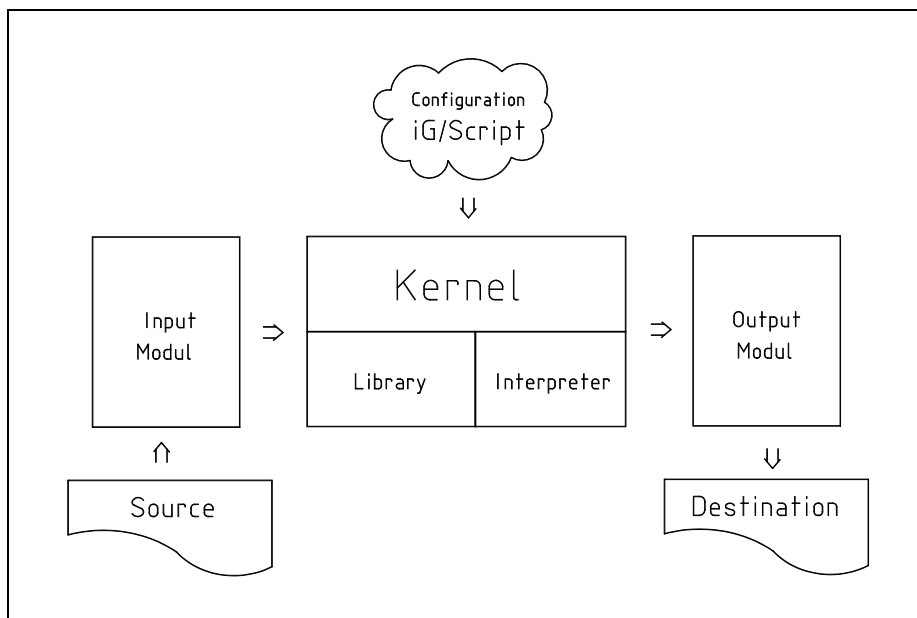 Configuration
iG/Script
Kernel
Input
Modul
Output
Modul
Library
Interpreter
Source
Destination